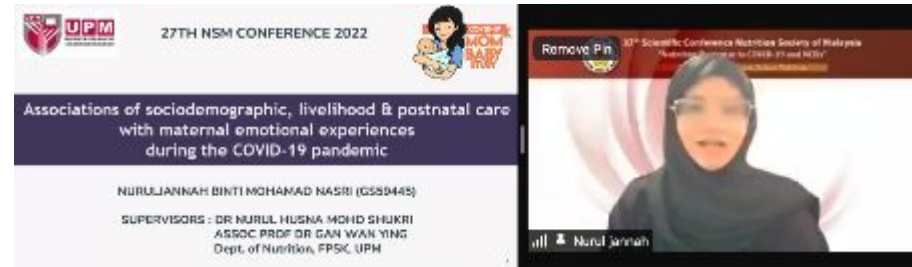 UPM
27TH NSM CONFERENCE 2022
MOM
BABY
STORY
Associations of sociodemographic, livelihood & postnatal care
with maternal emotional experiences
during the COVID-19 pandemic
NURULJANNAH BINTI MOHAMAD NASRI (GS59445)
SUPERVISORS : DR NURUL HUSNA MOHD SHUKRI
ASSOC PROF DR GAN WAN YING
Dept. of Nutrition, FPSK, UPM
Remove Pin
Scientific Conference Nutrition Society of Malaysia
Nurul jannah